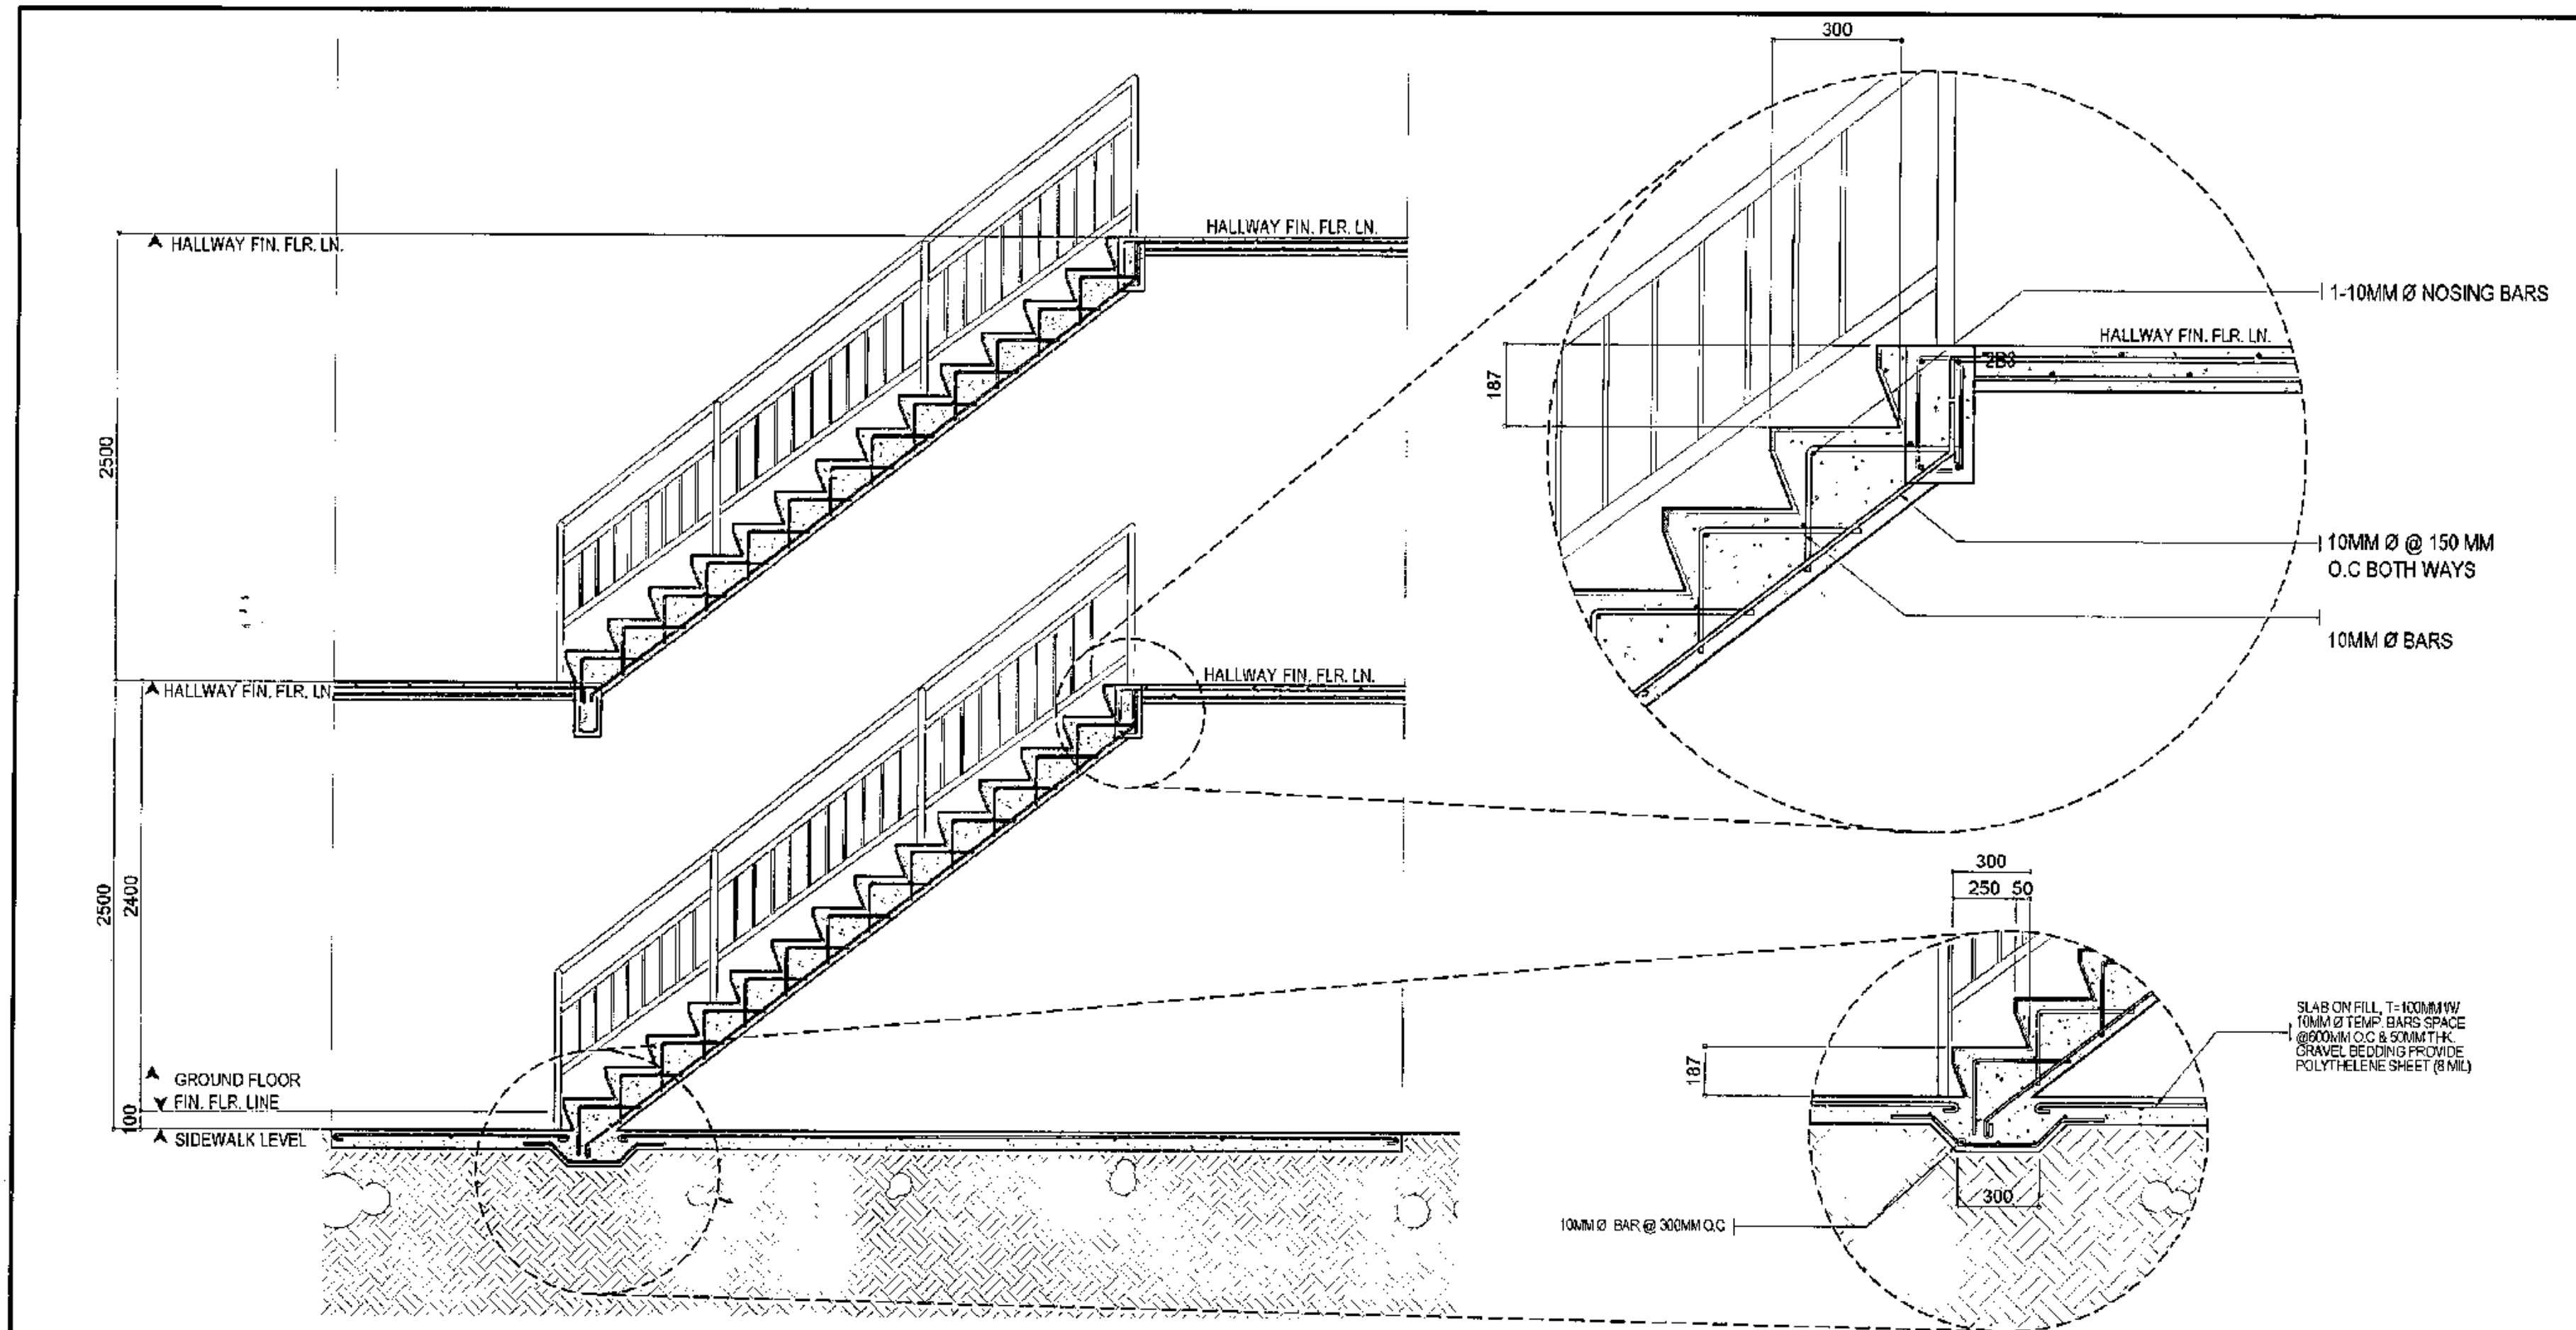 300
HALLWAY FIN. FLR. LN.
HALLWAY FIN. FLR. LN.
1-10MM Ø NOSING BARS
HALLWAY FIN. FLR. LN.
2B3
187
2500
10MM Ø @ 150 MM
O.C BOTH WAYS
10MM Ø BARS
HALLWAY FIN. FLR. LN.
HALLWAY FIN. FLR. LN
2500
2400
300
250 50
187
SLAB ON FILL, T=100MM W/
10MM Ø TEMP. BARS SPACE
@600MM O.C & 50MM THK.
GRAVEL BEDDING PROVIDE
POLYTHELENE SHEET (8 MIL)
GROUND FLOOR
FIN. FLR. LINE
100
SIDEWALK LEVEL
300
10MM Ø BAR @ 300MM O.C